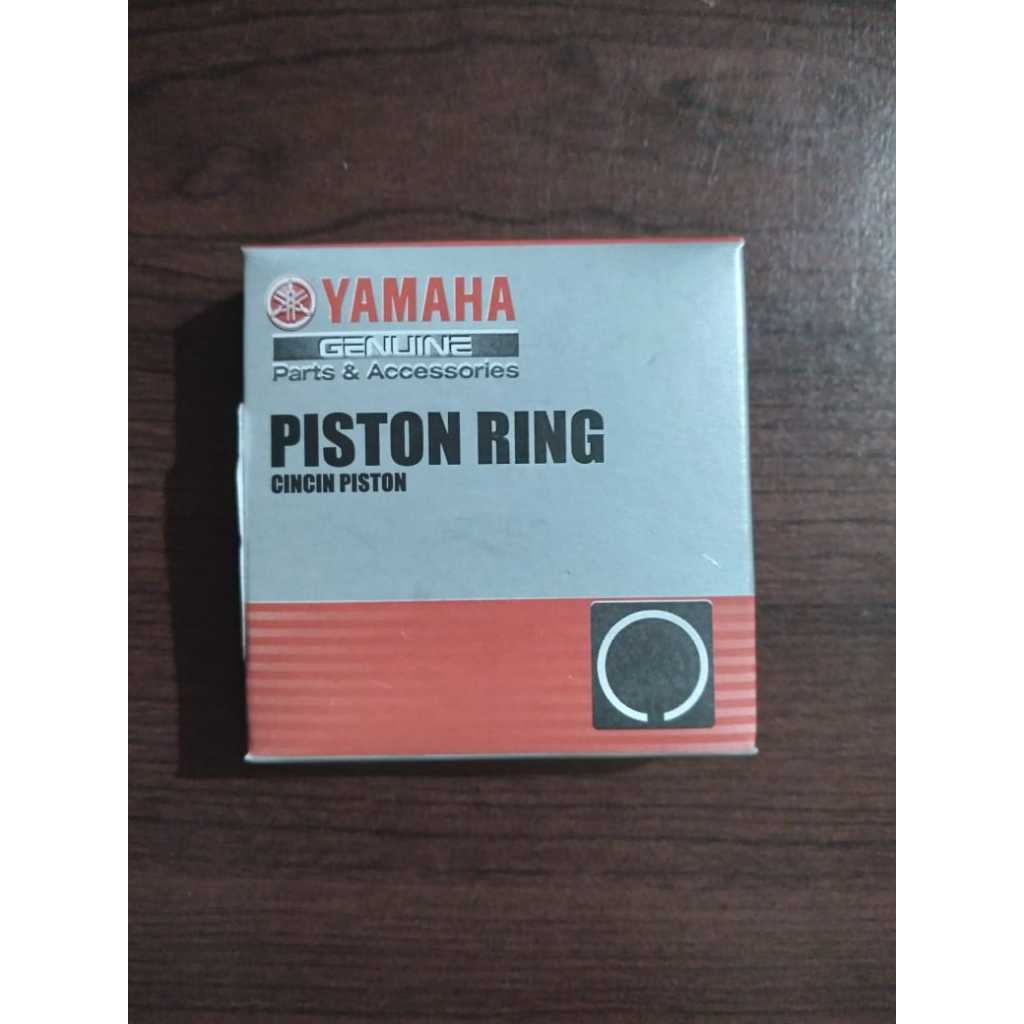 YAMAHA
GENUINE
Parts & Accessories
PISTON RING
CINCIN PISTON